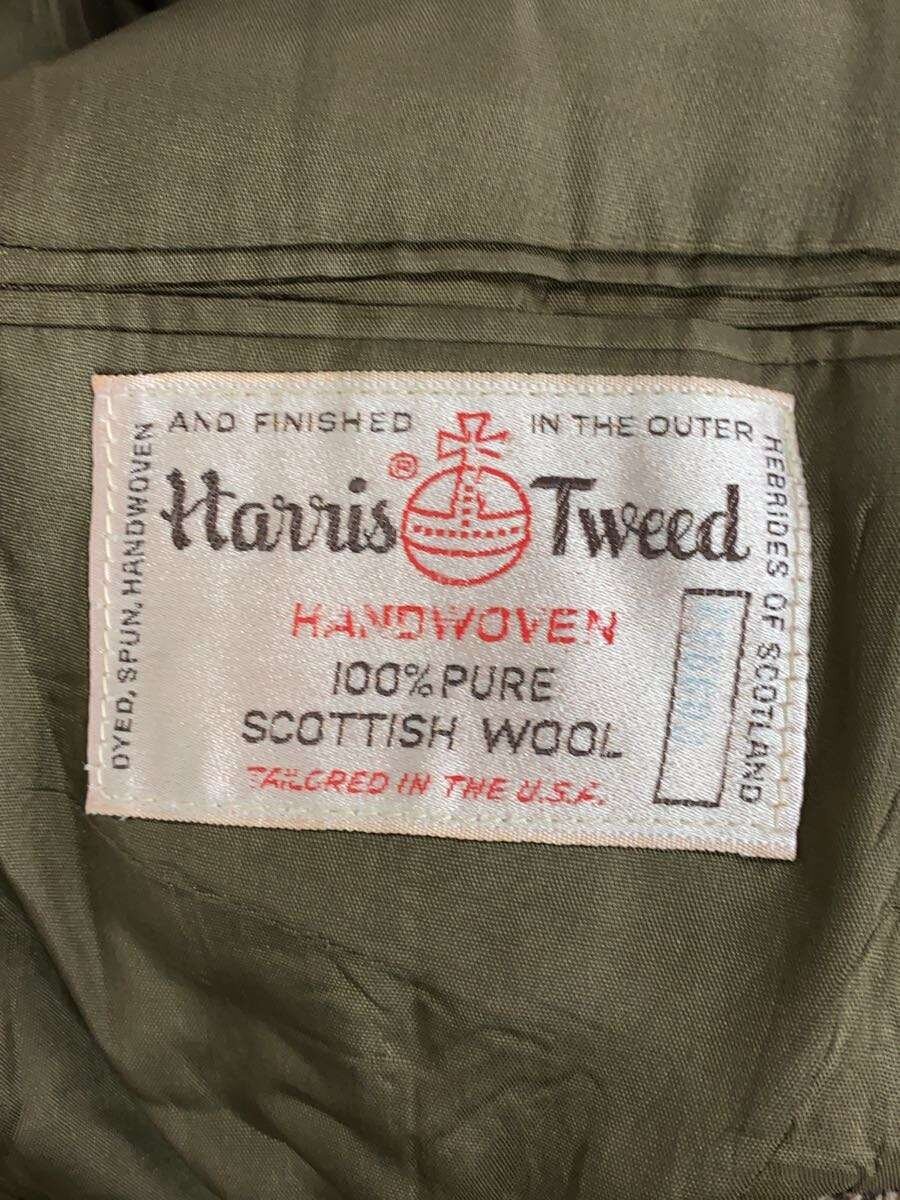 DYED, SPUN, HANDWOVEN
AND FINISHED
IN THE OUTER
HEBRIDES OF SCOTLAND
Harris® Tweed
HANDWOVEN
100% PURE
SCOTTISH WOOL
TAILORED IN THE U.S.A.